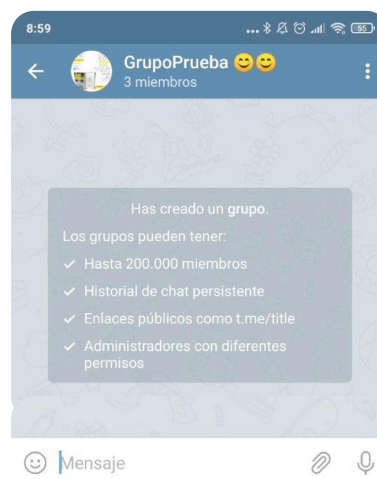 8:59
55
GrupoPrueba 😊😊
3 miembros
Has creado un grupo.
Los grupos pueden tener:
✓ Hasta 200.000 miembros
✓ Historial de chat persistente
✓ Enlaces públicos como t.me/title
✓ Administradores con diferentes
permisos
Mensaje